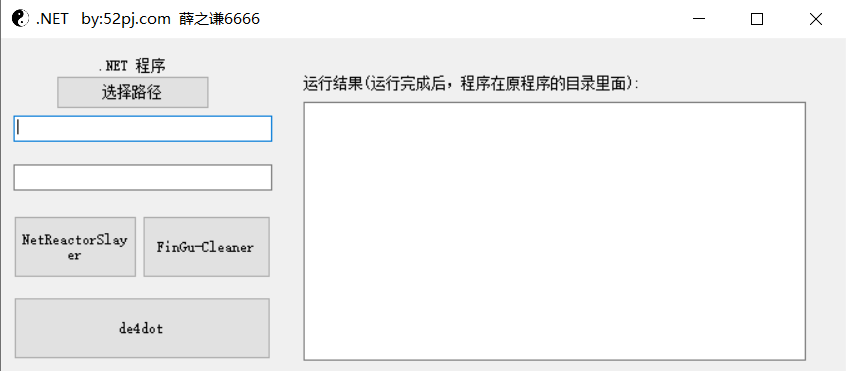 .NET by:52pj.com 薛之谦6666
.NET 程序
选择路径
运行结果(运行完成后，程序在原程序的目录里面):
NetReactorSlay
er
FinGu-Cleaner
de4dot